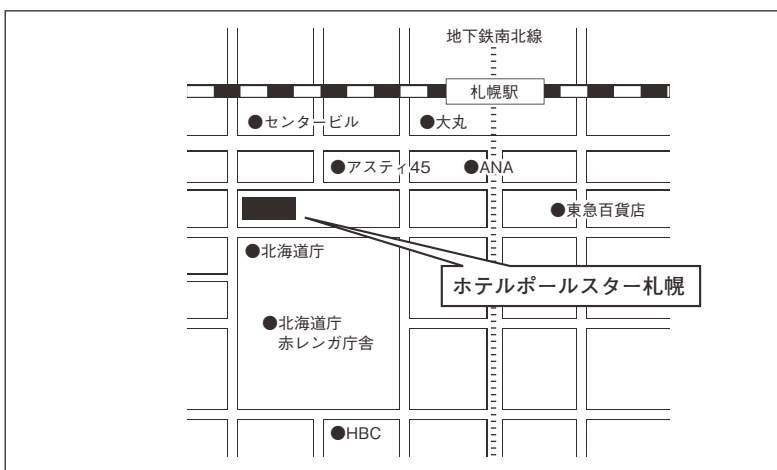 地下鉄南北線
札幌駅
●センタービル
●大丸
●アスティ45
●ANA
●東急百貨店
●北海道庁
ホテルポールスター札幌
●北海道庁
赤レンガ庁舎
●HBC